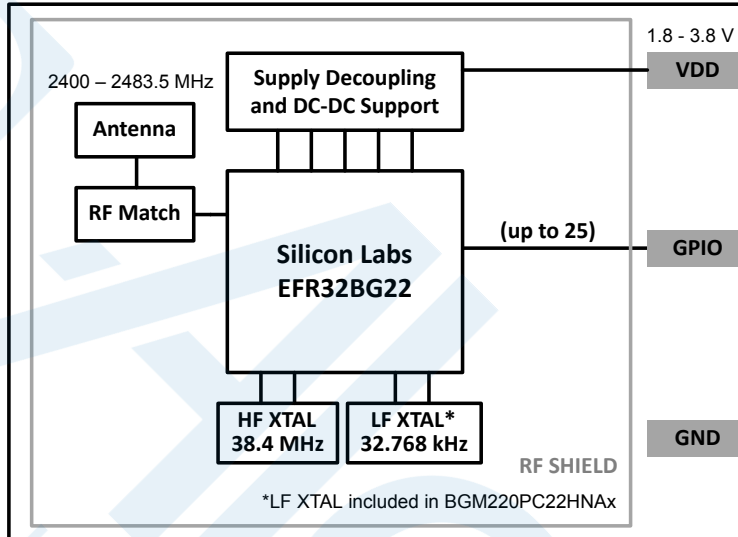 1.8 - 3.8 V
VDD
2400 – 2483.5 MHz
Supply Decoupling
and DC-DC Support
Antenna
RF Match
Silicon Labs
EFR32BG22
(up to 25)
GPIO
HF XTAL
38.4 MHz
LF XTAL*
32.768 kHz
GND
RF SHIELD
*LF XTAL included in BGM220PC22HNAx